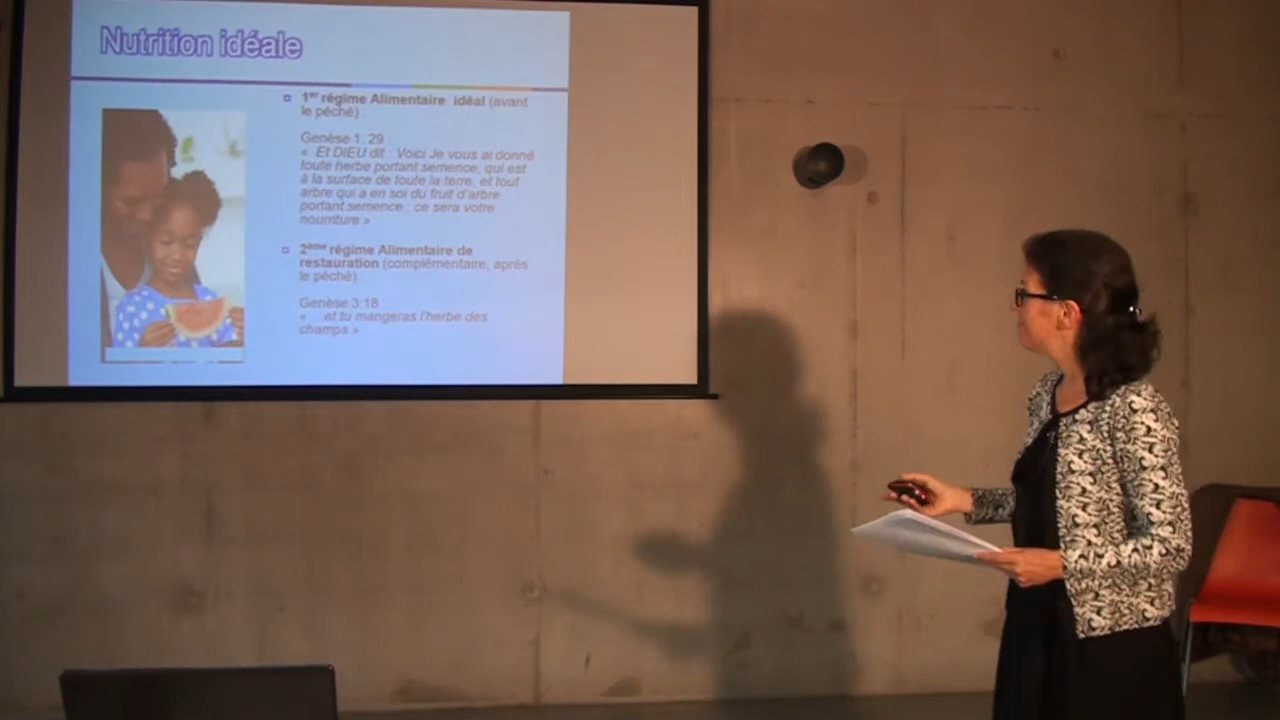 Nutrition idéale
1er régime Alimentaire idéal (avant
le péché) :
Genèse 1: 29 :
« Et DIEU dit : Voici Je vous ai donné
toute herbe portant semence, qui est
à la surface de toute la terre, et tout
arbre qui a en soi du fruit d'arbre
portant semence ; ce sera votre
nourriture »
2ème régime Alimentaire de
restauration (complémentaire, après
le péché)
Genèse 3:18
« ...et tu mangeras l'herbe des
champs »